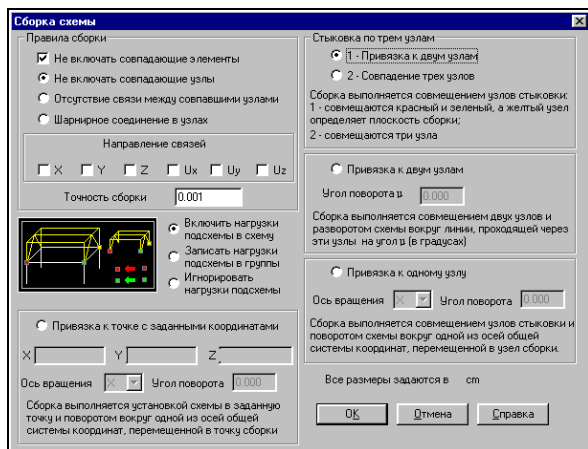 Сборка схемы
Правила сборки
Не включать совпадающие элементы
Не включать совпадающие узлы
Отсутствие связи между совпавшими узлами
Шарнирное соединение в узлах
Направление связей
X Y Z Ux Uy Uz
Точность сборки 0.001
Включить нагрузки
подсхемы в схему
Записать нагрузки
подсхемы в группы
Игнорировать
нагрузки подсхемы
Привязка к точке с заданными координатами
X Y Z
Ось вращения X Угол поворота 0.000
Сборка выполняется установкой схемы в заданную
точку и поворотом вокруг одной из осей общей
системы координат, перемещенной в точку сборки
Стыковка по трем узлам
1 - Привязка к двум узлам
2 - Совпадение трех узлов
Сборка выполняется совмещением узлов стыковки:
1 - совмещаются красный и зеленый, а желтый узел
определяет плоскость сборки;
2 - совмещаются три узла
Привязка к двум узлам
Угол поворота μ 0.000
Сборка выполняется совмещением двух узлов и
разворотом схемы вокруг линии, проходящей через
эти узлы на угол μ (в градусах)
Привязка к одному узлу
Ось вращения X Угол поворота 0.000
Сборка выполняется совмещением узлов стыковки и
поворотом схемы вокруг одной из осей общей
системы координат, перемещенной в узел сборки.
Все размеры задаются в cm
OK Отмена Справка